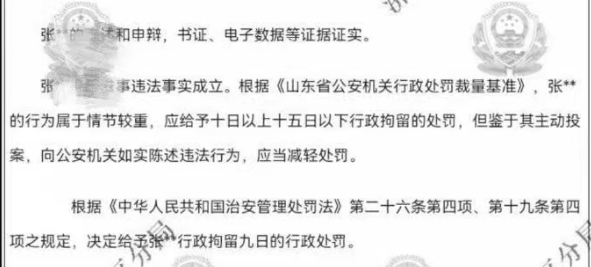 张**的
和申辩，书证、电子数据等证据证实。
张
事违法事实成立。根据《山东省公安机关行政处罚裁量基准》，张**
的行为属于情节较重，应给予十日以上十五日以下行政拘留的处罚，但鉴于其主动投
案，向公安机关如实陈述违法行为，应当减轻处罚。
根据《中华人民共和国治安管理处罚法》第二十六条第四项、第十九条第四
项之规定，决定给予张**行政拘留九日的行政处罚。
分局